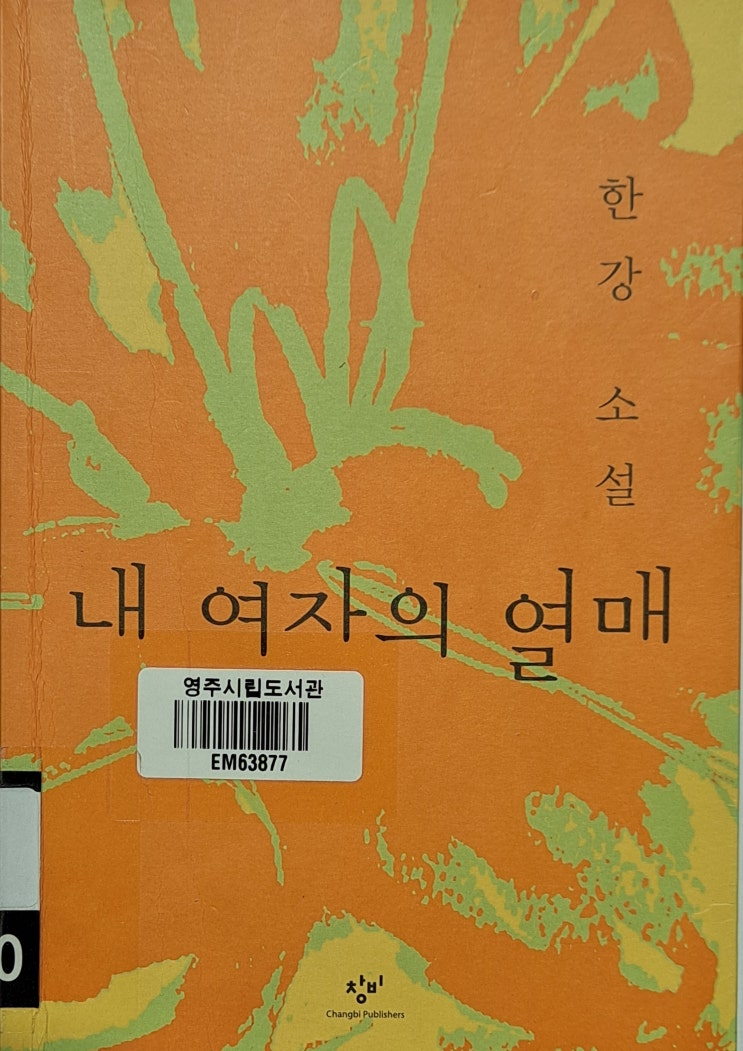 한강 소설
내 여자의 열매
영주시립도서관
EM63877
0
창비
Changbi Publishers